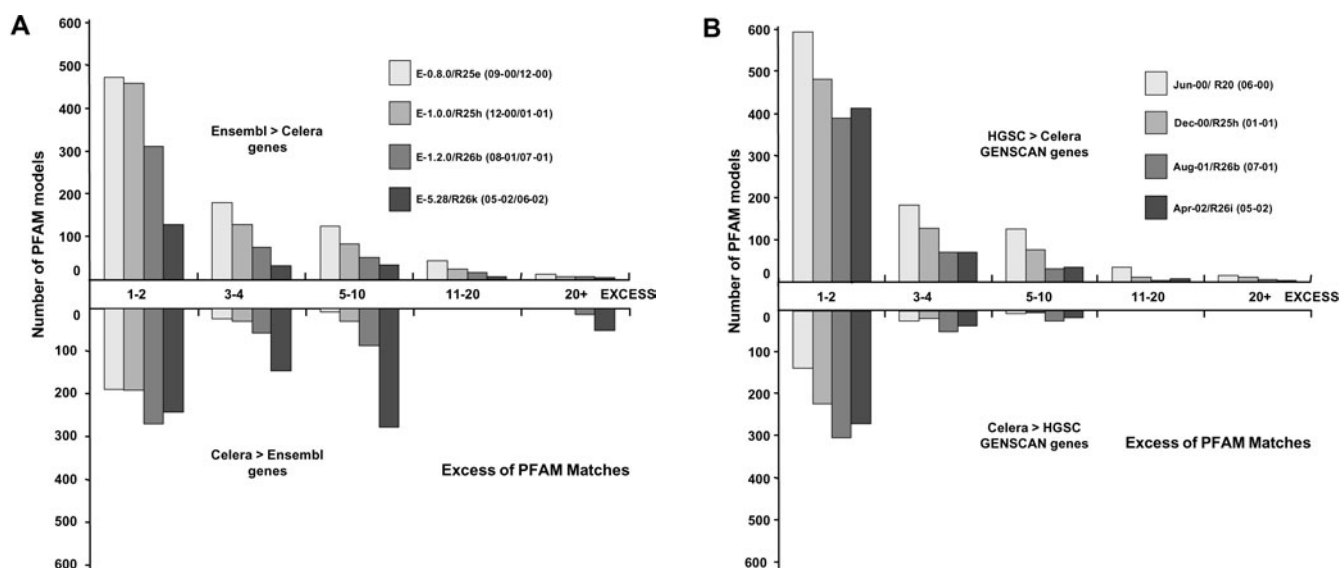 A
Number of PFAM models
600
500
400
300
200
100
0
Ensembl > Celera
genes
E-0.8.0/R25e (09-00/12-00)
E-1.0.0/R25h (12-00/01-01)
E-1.2.0/R26b (08-01/07-01)
E-5.28/R26k (05-02/06-02)
1-2 3-4 5-10 11-20 20+ EXCESS
0
100
200
300
400
500
600
Celera > Ensembl
genes
Excess of PFAM Matches
B
Number of PFAM models
600
500
400
300
200
100
0
HGSC > Celera
GENSCAN genes
Jun-00/ R20 (06-00)
Dec-00/R25h (01-01)
Aug-01/R26b (07-01)
Apr-02/R26i (05-02)
1-2 3-4 5-10 11-20 20+ EXCESS
0
100
200
300
400
500
600
Celera > HGSC
GENSCAN genes
Excess of PFAM Matches